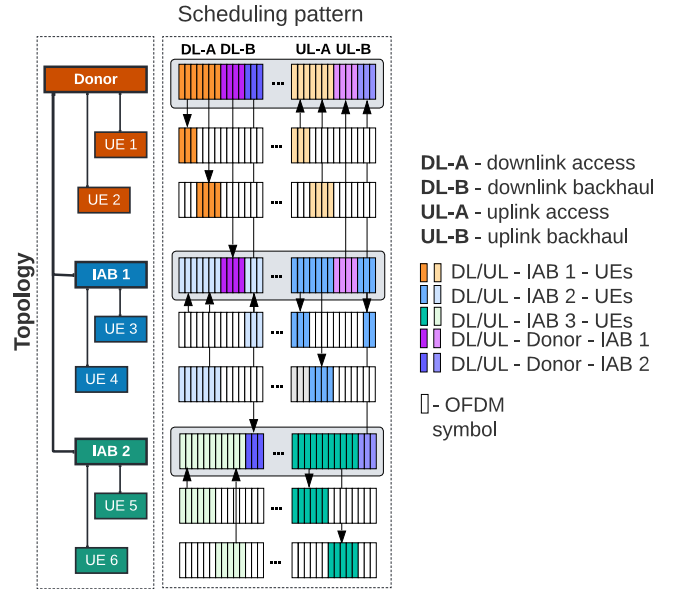 Scheduling pattern
DL-A DL-B UL-A UL-B
Donor
...
UE 1
...
UE 2
...
IAB 1
...
UE 3
...
UE 4
...
IAB 2
...
UE 5
...
UE 6
...
Topology
DL-A - downlink access
DL-B - downlink backhaul
UL-A - uplink access
UL-B - uplink backhaul
DL/UL - IAB 1 - UEs
DL/UL - IAB 2 - UEs
DL/UL - IAB 3 - UEs
DL/UL - Donor - IAB 1
DL/UL - Donor - IAB 2
- OFDM
symbol